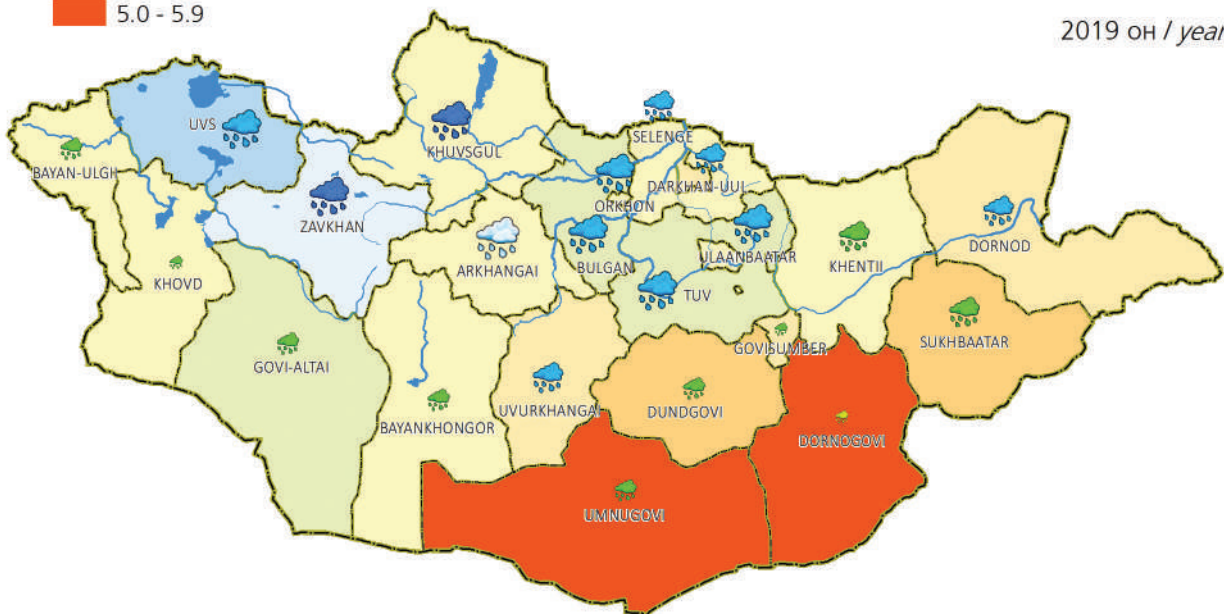 5.0 - 5.9
2019 он / year
UVS
BAYAN-ULGII
KHUVSGUL
SELENGE
DARKHAN-UUL
ORKHON
ZAVKHAN
ARKHANGAI
BULGAN
ULAANBAATAR
KHENTII
DORNOD
KHOVD
TUV
GOVI-ALTAI
GOVISUMBER
SUKHBAATAR
UVURKHANGAI
DUNDGOVI
BAYANKHONGOR
DORNOGOVI
UMNUGOVI